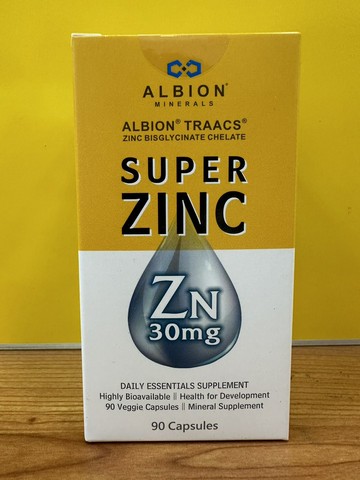 ALBION®
MINERALS
ALBION® TRAACS®
ZINC BISGLYCINATE CHELATE
SUPER
ZINC
ZN
30mg
DAILY ESSENTIALS SUPPLEMENT
Highly Bioavailable || Health for Development
90 Veggie Capsules || Mineral Supplement
90 Capsules